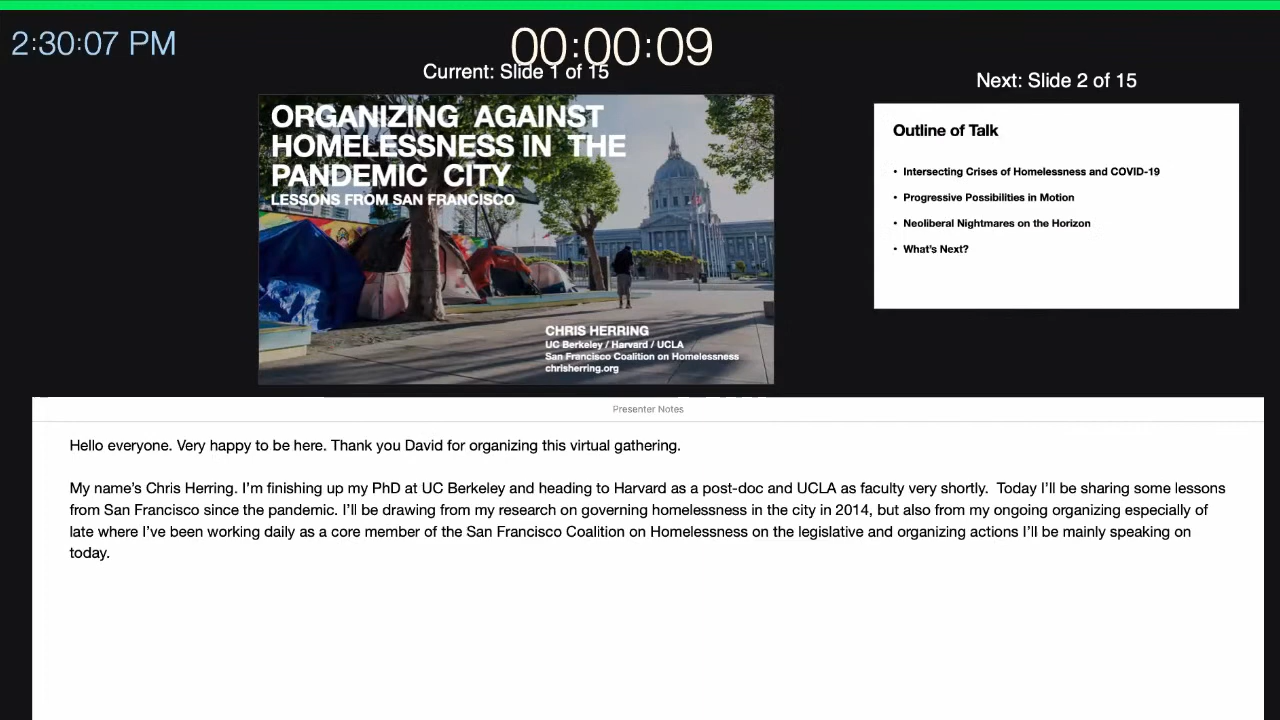 2:30:07 PM
00:00:09
Current: Slide 1 of 15
Next: Slide 2 of 15
ORGANIZING AGAINST
HOMELESSNESS IN THE
PANDEMIC CITY
LESSONS FROM SAN FRANCISCO
CHRIS HERRING
UC Berkeley / Harvard / UCLA
San Francisco Coalition on Homelessness
chrisherring.org
Outline of Talk
• Intersecting Crises of Homelessness and COVID-19
• Progressive Possibilities in Motion
• Neoliberal Nightmares on the Horizon
• What's Next?
Presenter Notes
Hello everyone. Very happy to be here. Thank you David for organizing this virtual gathering.
My name's Chris Herring. I'm finishing up my PhD at UC Berkeley and heading to Harvard as a post-doc and UCLA as faculty very shortly.  Today I'll be sharing some lessons
from San Francisco since the pandemic. I'll be drawing from my research on governing homelessness in the city in 2014, but also from my ongoing organizing especially of
late where I've been working daily as a core member of the San Francisco Coalition on Homelessness on the legislative and organizing actions I'll be mainly speaking on
today.